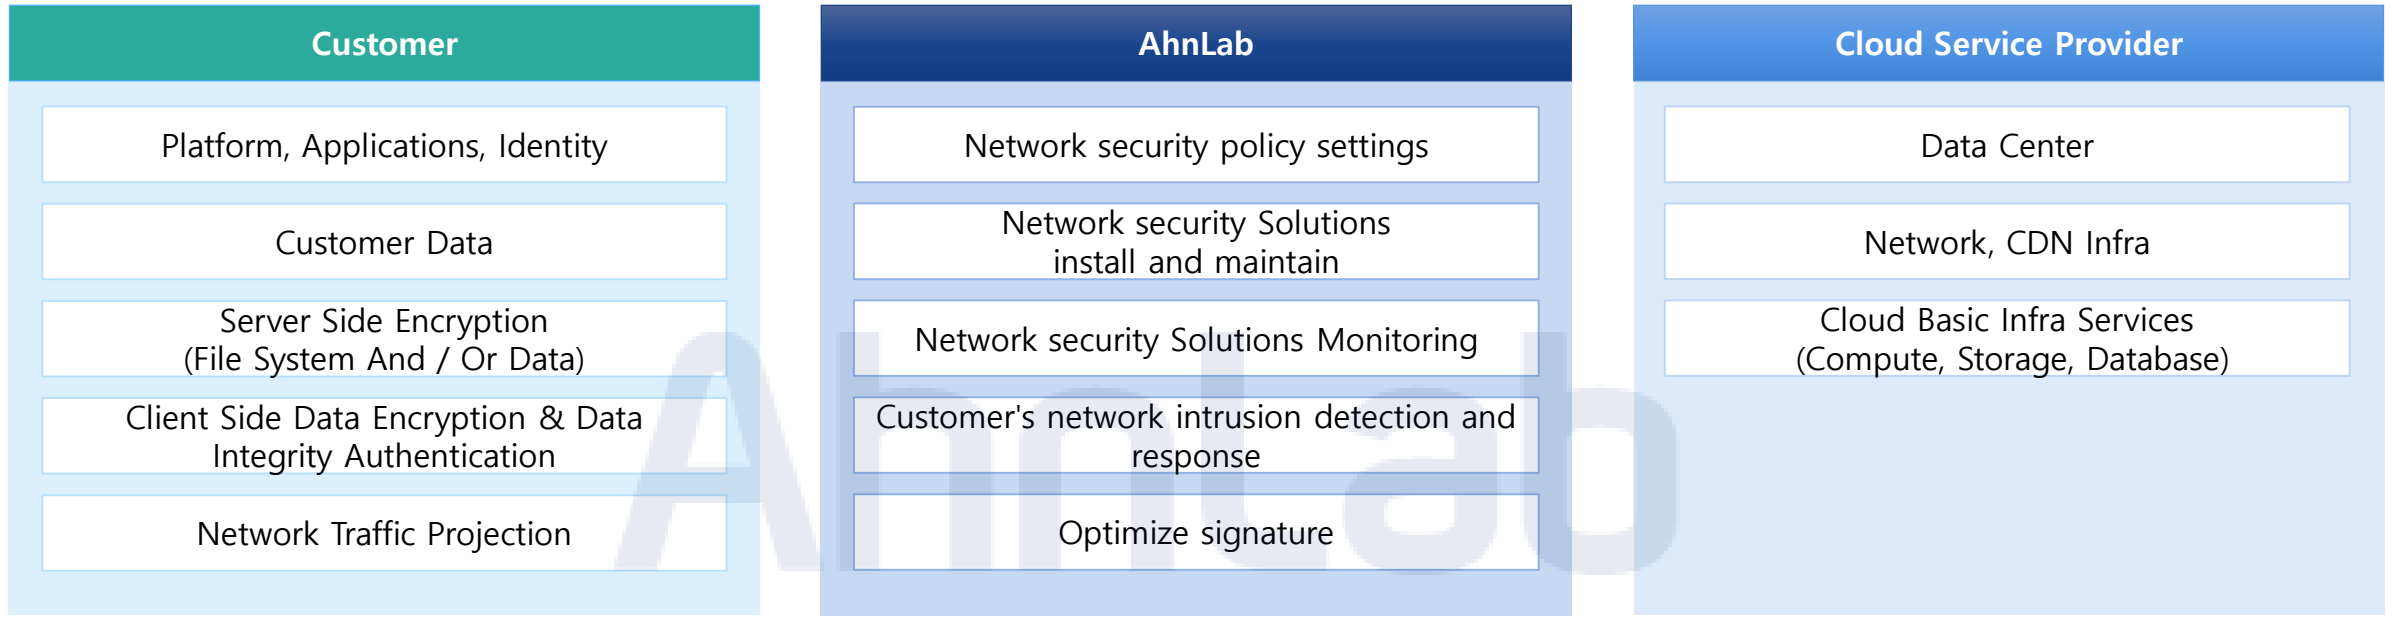 Customer
Platform, Applications, Identity
Customer Data
Server Side Encryption
(File System And / Or Data)
Client Side Data Encryption & Data
Integrity Authentication
Network Traffic Projection
AhnLab
Network security policy settings
Network security Solutions
install and maintain
Network security Solutions Monitoring
Customer's network intrusion detection and
response
Optimize signature
Cloud Service Provider
Data Center
Network, CDN Infra
Cloud Basic Infra Services
(Compute, Storage, Database)
AhnLab